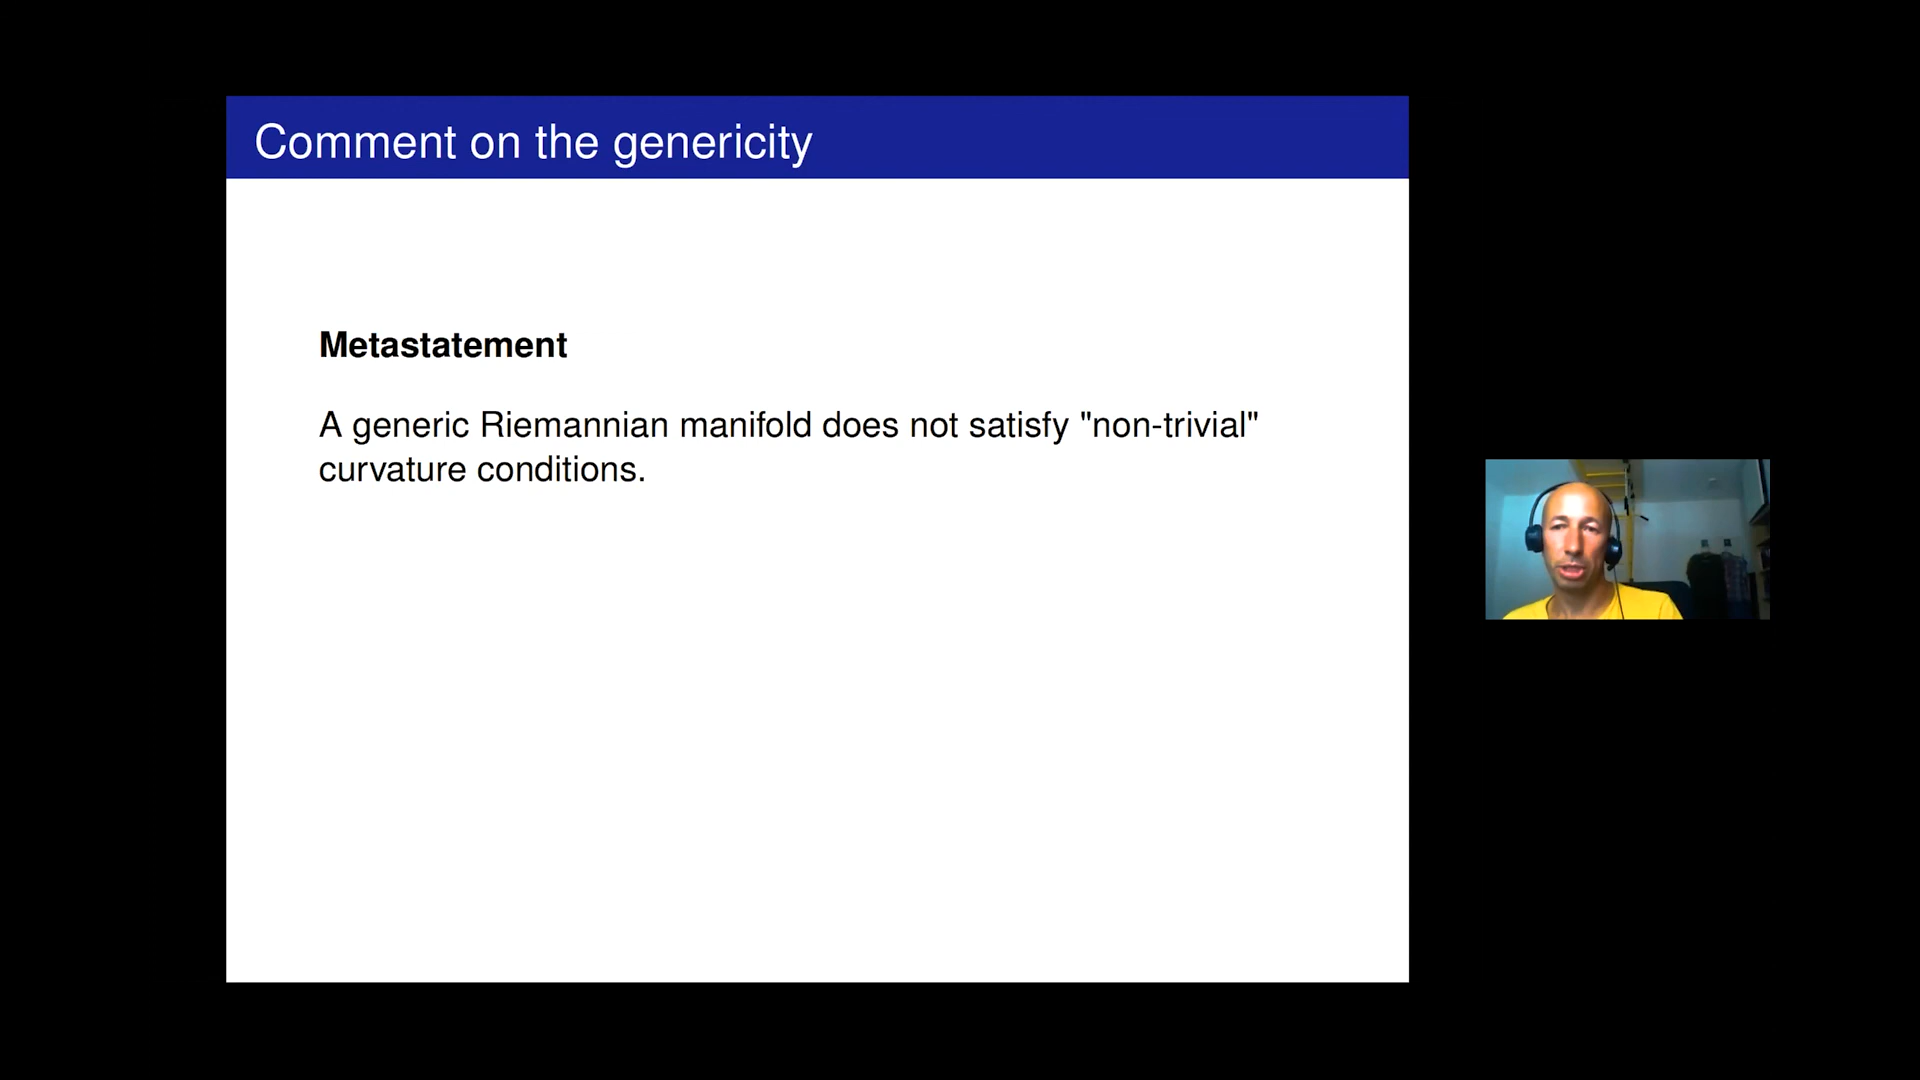 Comment on the genericity
Metastatement
A generic Riemannian manifold does not satisfy "non-trivial"
curvature conditions.